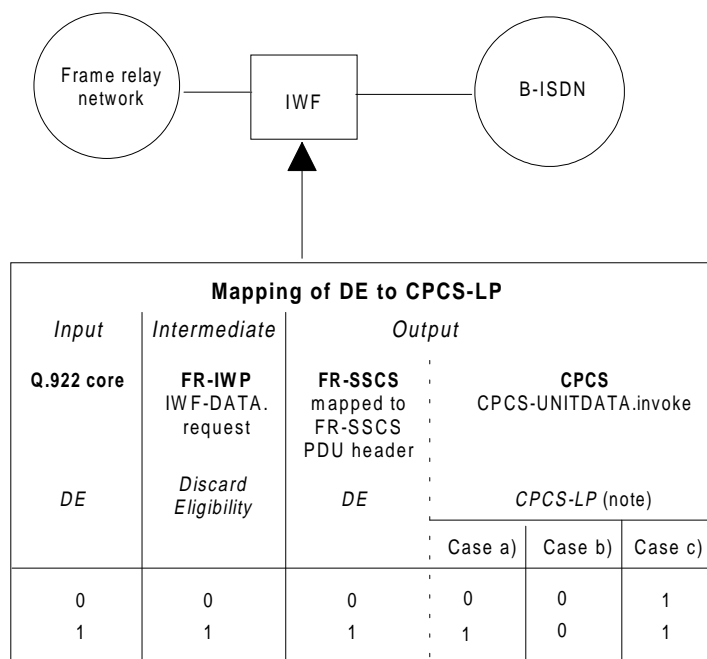 Frame relay
network
IWF
B-ISDN
Mapping of DE to CPCS-LP
Input Intermediate Output
Q.922 core FR-IWP FR-SSCS CPCS
IWF-DATA. mapped to CPCS-UNITDATA.invoke
request FR-SSCS
PDU header
DE Discard Eligibility DE CPCS-LP (note)
Case a) Case b) Case c)
0 0 0 0 0 1
1 1 1 1 0 1